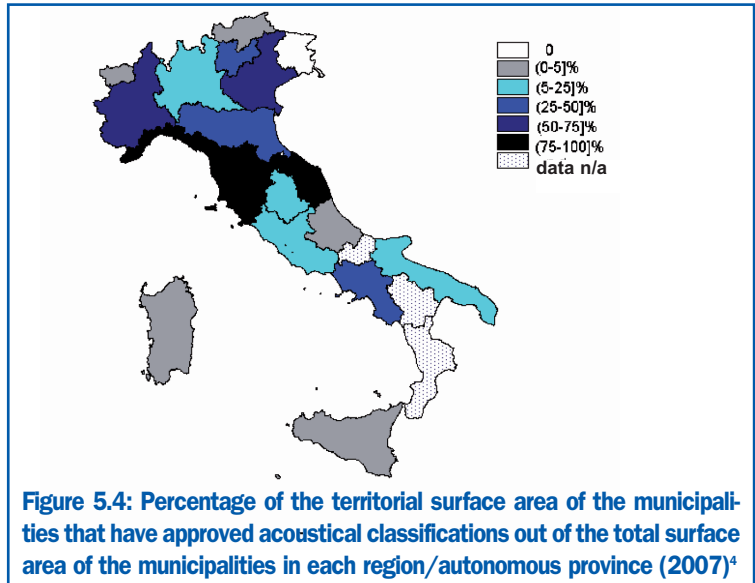 0
(0-5]%
(5-25]%
(25-50]%
(50-75]%
(75-100]%
data n/a
Figure 5.4: Percentage of the territorial surface area of the municipali-
ties that have approved acoustical classifications out of the total surface
area of the municipalities in each region/autonomous province (2007)⁴